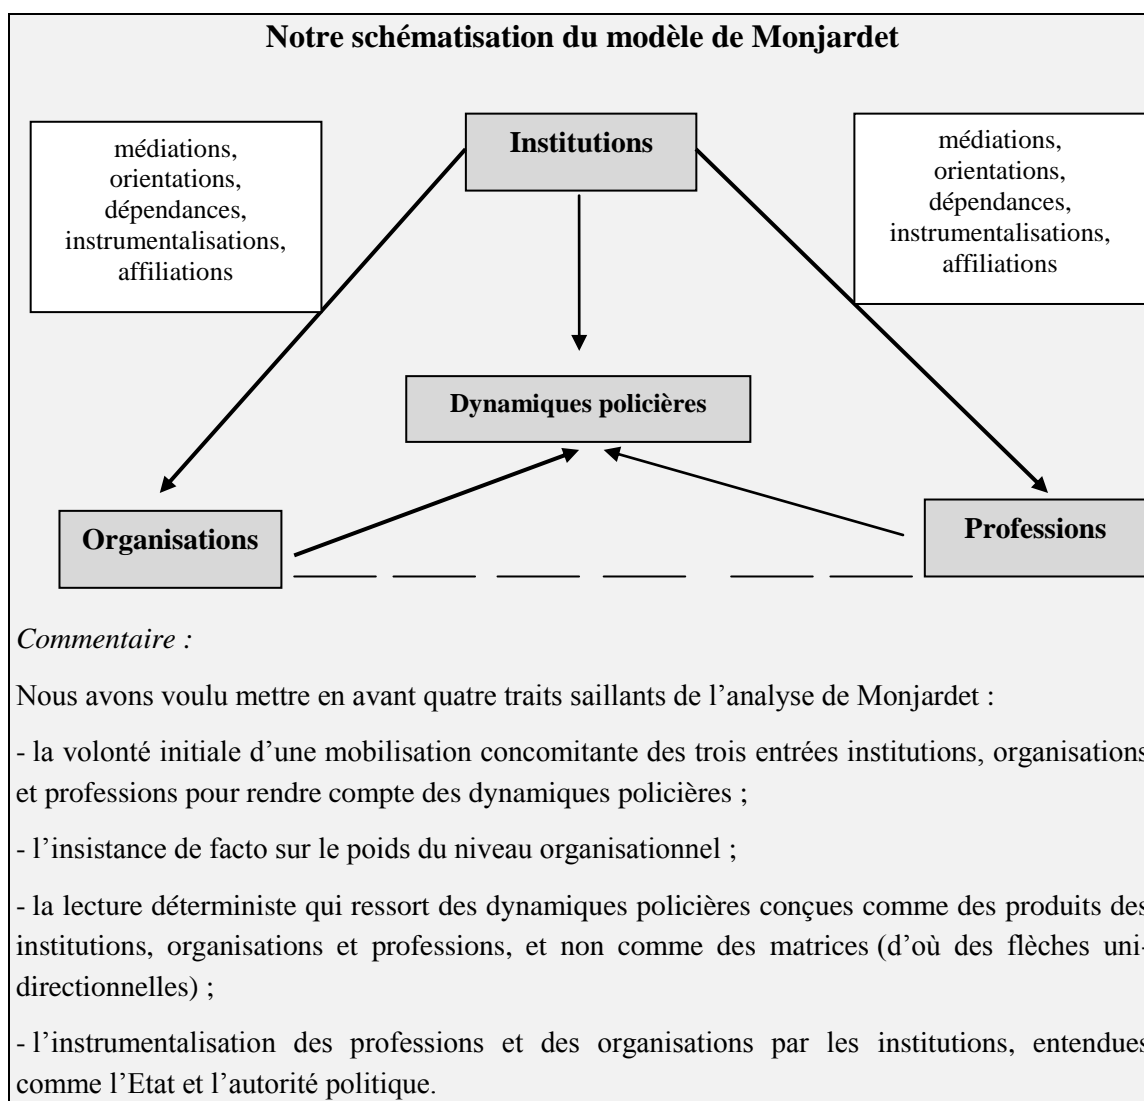 Notre schématisation du modèle de Monjardet
médiations,
orientations,
dépendances,
instrumentalisations,
affiliations
Institutions
médiations,
orientations,
dépendances,
instrumentalisations,
affiliations
Dynamiques policières
Organisations
Professions
Commentaire :
Nous avons voulu mettre en avant quatre traits saillants de l’analyse de Monjardet :
- la volonté initiale d’une mobilisation concomitante des trois entrées institutions, organisations
et professions pour rendre compte des dynamiques policières ;
- l’insistance de facto sur le poids du niveau organisationnel ;
- la lecture déterministe qui ressort des dynamiques policières conçues comme des produits des
institutions, organisations et professions, et non comme des matrices (d’où des flèches uni-
directionnelles) ;
- l’instrumentalisation des professions et des organisations par les institutions, entendues
comme l’Etat et l’autorité politique.